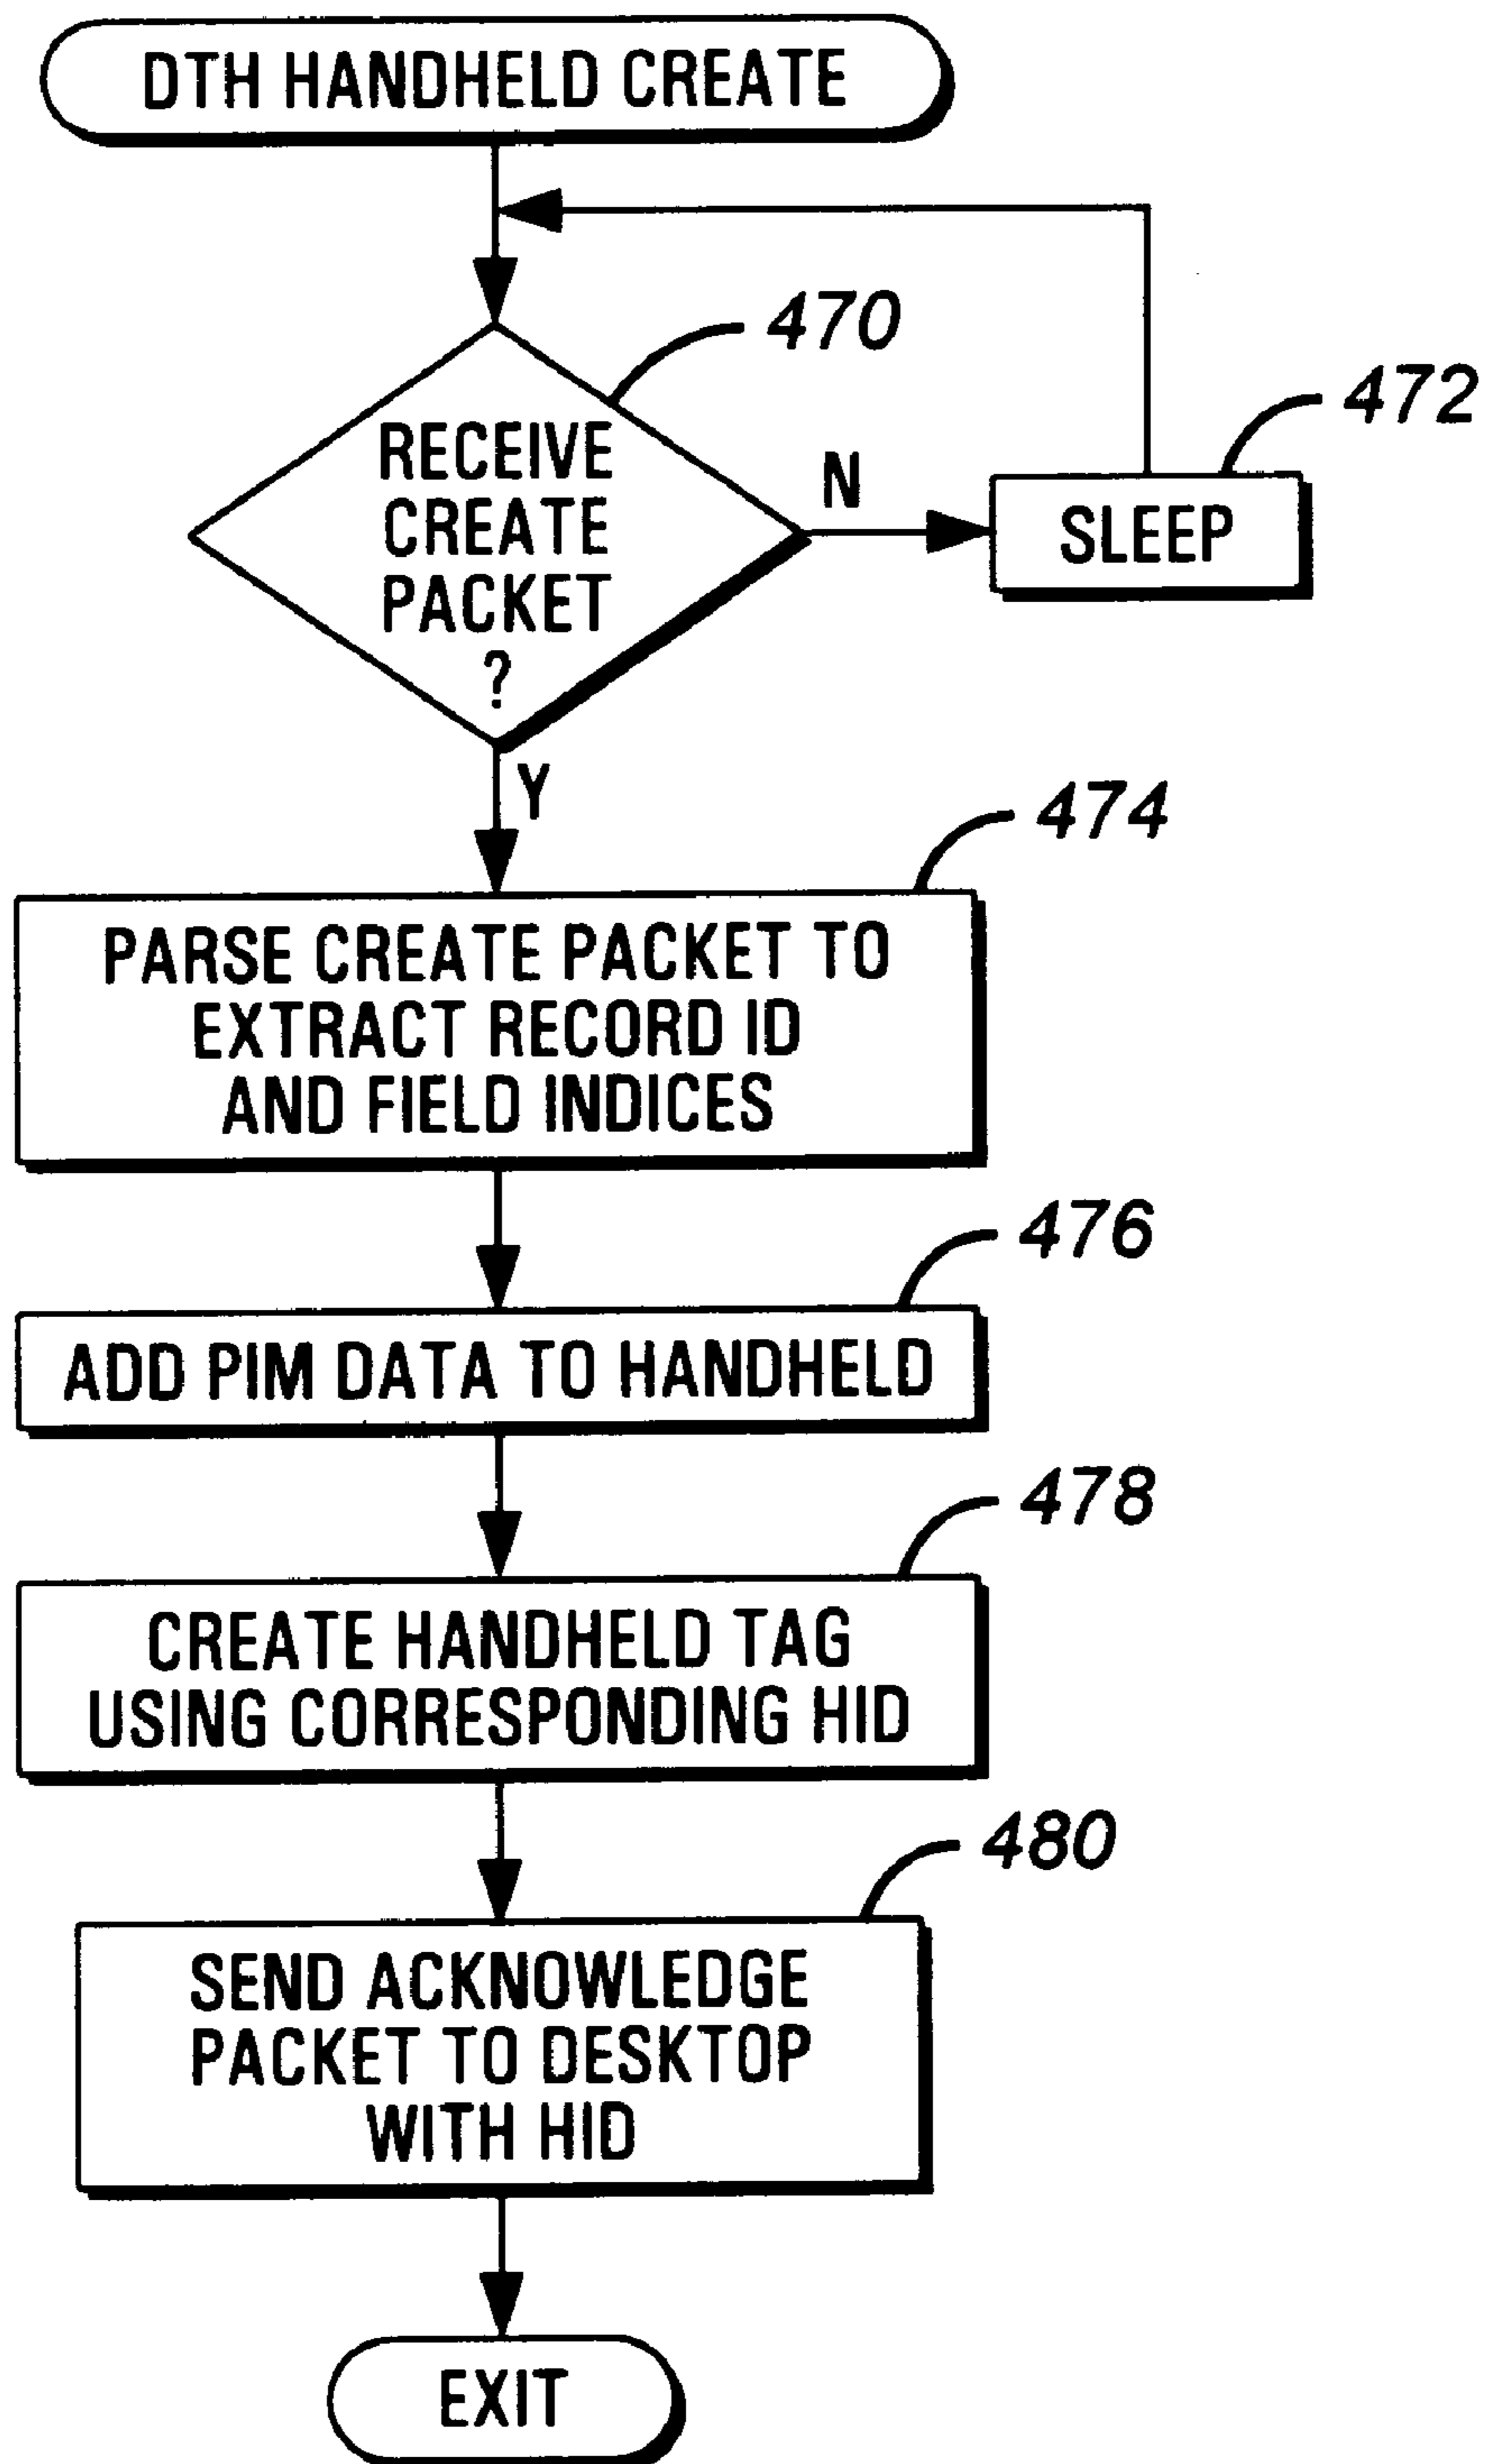 DTH HANDHELD CREATE
470
472
RECEIVE
CREATE
PACKET
?
N
SLEEP
Y
474
PARSE CREATE PACKET TO
EXTRACT RECORD ID
AND FIELD INDICES
476
ADD PIM DATA TO HANDHELD
478
CREATE HANDHELD TAG
USING CORRESPONDING HID
480
SEND ACKNOWLEDGE
PACKET TO DESKTOP
WITH HID
EXIT